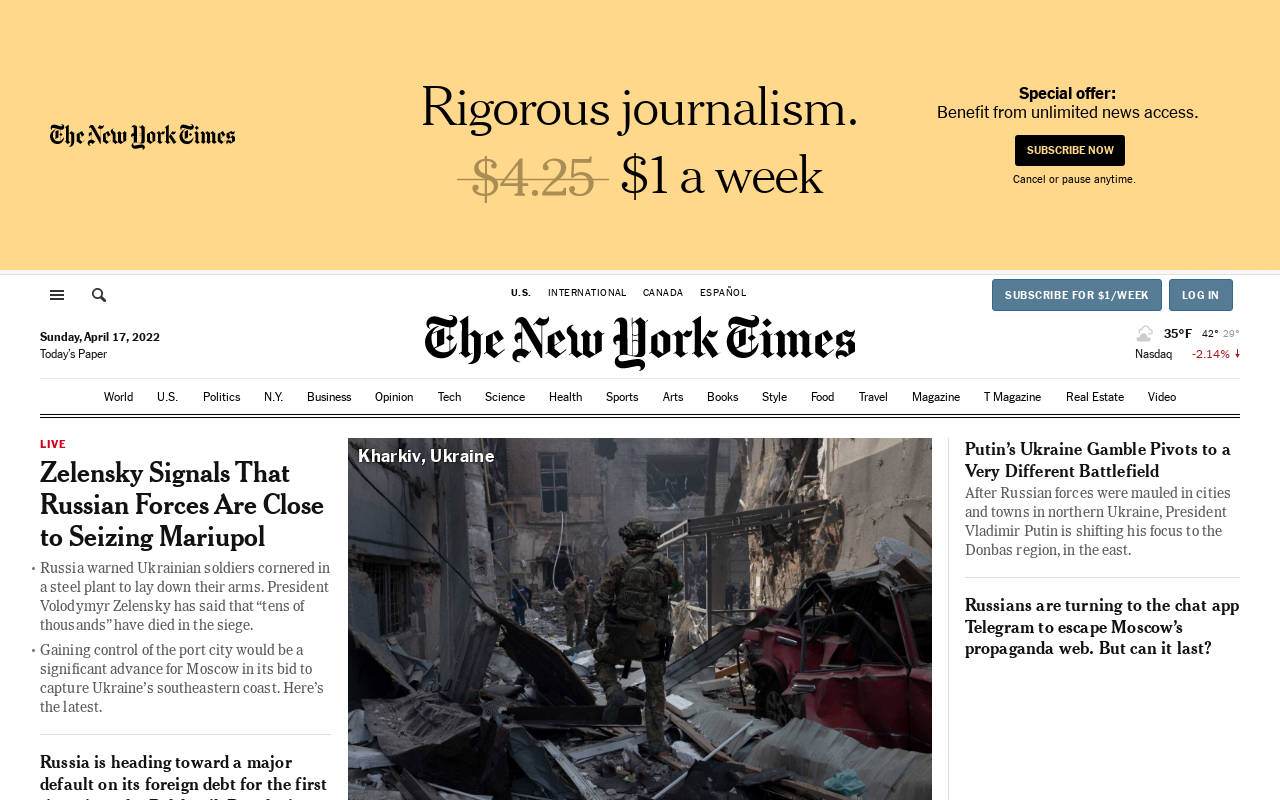 The New York Times
Rigorous journalism.
$4.25 $1 a week
Special offer:
Benefit from unlimited news access.
SUBSCRIBE NOW
Cancel or pause anytime.
U.S. INTERNATIONAL CANADA ESPAÑOL
SUBSCRIBE FOR $1/WEEK LOG IN
Sunday, April 17, 2022
Today's Paper
The New York Times
35°F 42° 29°
Nasdaq -2.14% ↓
World U.S. Politics N.Y. Business Opinion Tech Science Health Sports Arts Books Style Food Travel Magazine T Magazine Real Estate Video
LIVE
Zelensky Signals That
Russian Forces Are Close
to Seizing Mariupol
• Russia warned Ukrainian soldiers cornered in
a steel plant to lay down their arms. President
Volodymyr Zelensky has said that “tens of
thousands” have died in the siege.
• Gaining control of the port city would be a
significant advance for Moscow in its bid to
capture Ukraine’s southeastern coast. Here’s
the latest.
Russia is heading toward a major
default on its foreign debt for the first
Kharkiv, Ukraine
Putin’s Ukraine Gamble Pivots to a
Very Different Battlefield
After Russian forces were mauled in cities
and towns in northern Ukraine, President
Vladimir Putin is shifting his focus to the
Donbas region, in the east.
Russians are turning to the chat app
Telegram to escape Moscow’s
propaganda web. But can it last?